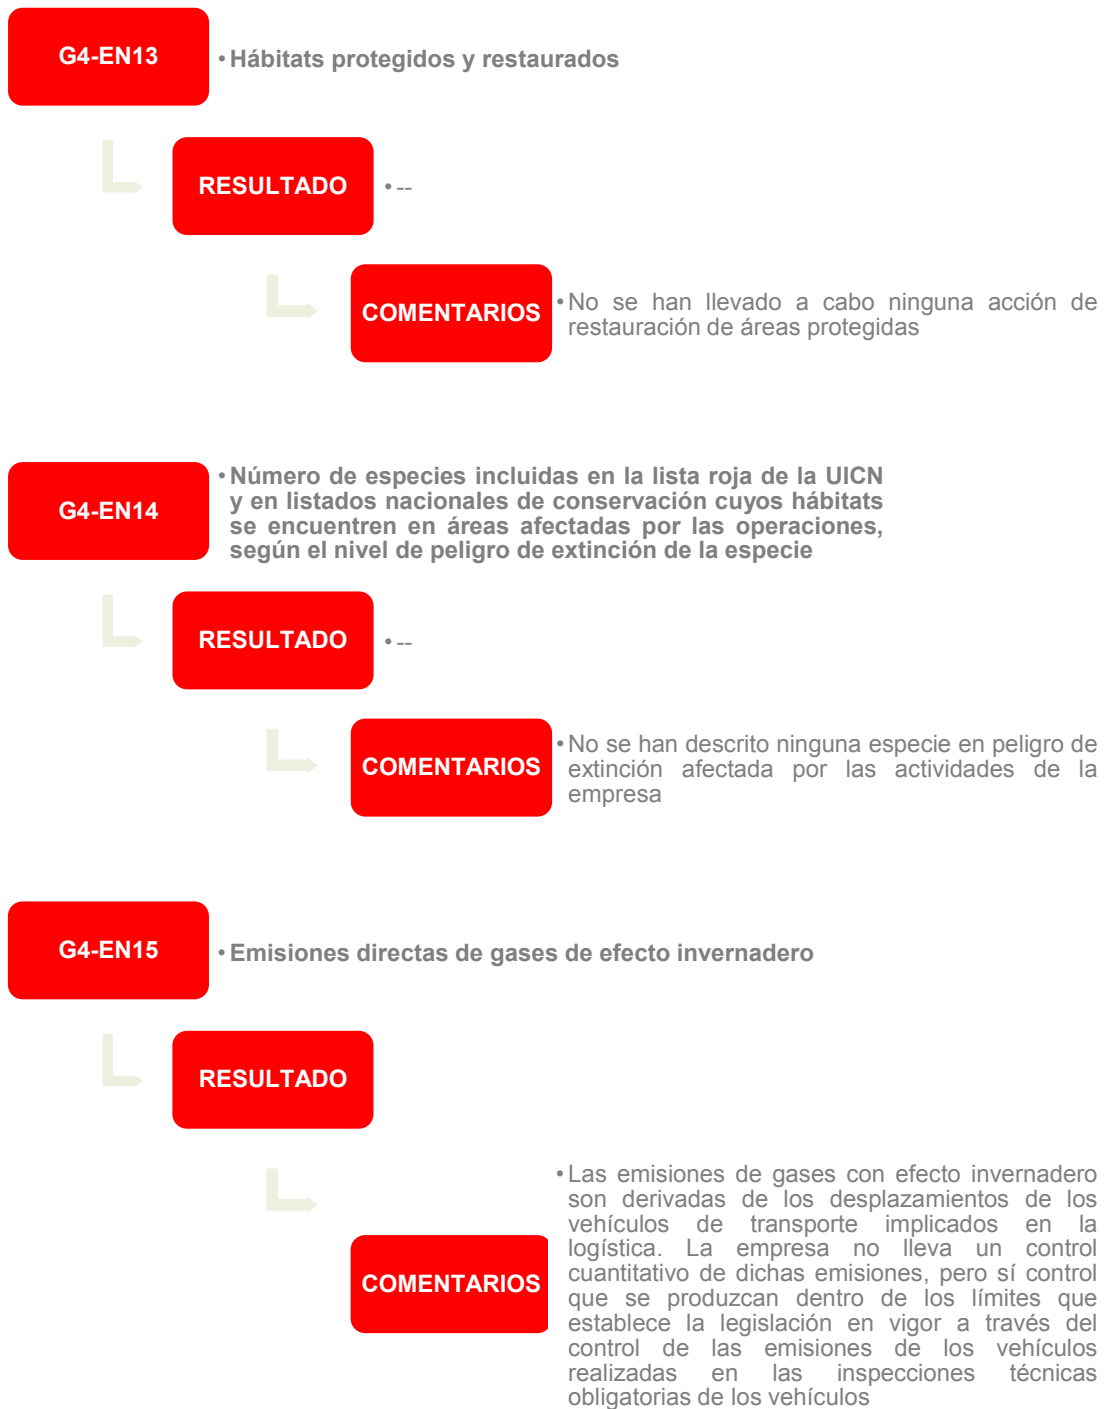 G4-EN13
• Hábitats protegidos y restaurados
RESULTADO
• --
COMENTARIOS
• No se han llevado a cabo ninguna acción de
restauración de áreas protegidas
G4-EN14
• Número de especies incluidas en la lista roja de la UICN
y en listados nacionales de conservación cuyos hábitats
se encuentren en áreas afectadas por las operaciones,
según el nivel de peligro de extinción de la especie
RESULTADO
• --
COMENTARIOS
• No se han descrito ninguna especie en peligro de
extinción afectada por las actividades de la
empresa
G4-EN15
• Emisiones directas de gases de efecto invernadero
RESULTADO
COMENTARIOS
• Las emisiones de gases con efecto invernadero
son derivadas de los desplazamientos de los
vehículos de transporte implicados en la
logística. La empresa no lleva un control
cuantitativo de dichas emisiones, pero sí control
que se produzcan dentro de los límites que
establece la legislación en vigor a través del
control de las emisiones de los vehículos
realizadas en las inspecciones técnicas
obligatorias de los vehículos